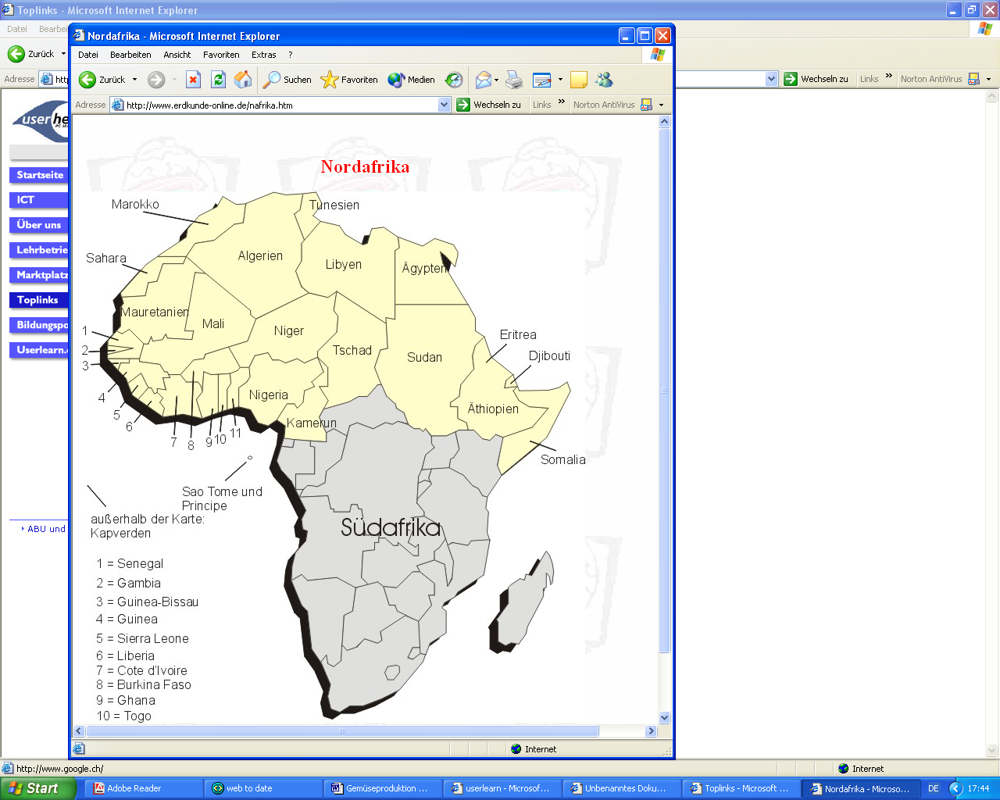 Toplinks - Microsoft Internet Explorer
Datei
Zurück
Adresse
Wechseln zu
Links
Norton AntiVirus
Nordafrika - Microsoft Internet Explorer
Datei Bearbeiten Ansicht Favoriten Extras ?
Zurück Suchen Favoriten Medien
Adresse http://www.erdkunde-online.de/nafrika.htm Wechseln zu Links Norton AntiVirus
Startseite
ICT
Über uns
Lehrbetrie
Marktplatz
Toplinks
Bildungspo
Userlearn.
ABU und
Nordafrika
Marokko
Tunesien
Sahara
Algerien
Libyen
Ägypten
Mauretanien
Mali
Niger
Tschad
Sudan
Eritrea
Djibouti
1
2
3
4
5
6
7
8
9
10
11
Nigeria
Kamerun
Äthiopien
Somalia
Sao Tome und
Principe
außerhalb der Karte:
Kapverden
Südafrika
1 = Senegal
2 = Gambia
3 = Guinea-Bissau
4 = Guinea
5 = Sierra Leone
6 = Liberia
7 = Cote d'Ivoire
8 = Burkina Faso
9 = Ghana
10 = Togo
Internet
http://www.google.ch/
Internet
Start
Adobe Reader
web to date
Gemüseproduktion ...
userlearn - Microsof...
Unbenanntes Doku...
Toplinks - Microsoft ...
Nordafrika - Microso...
DE
17:44